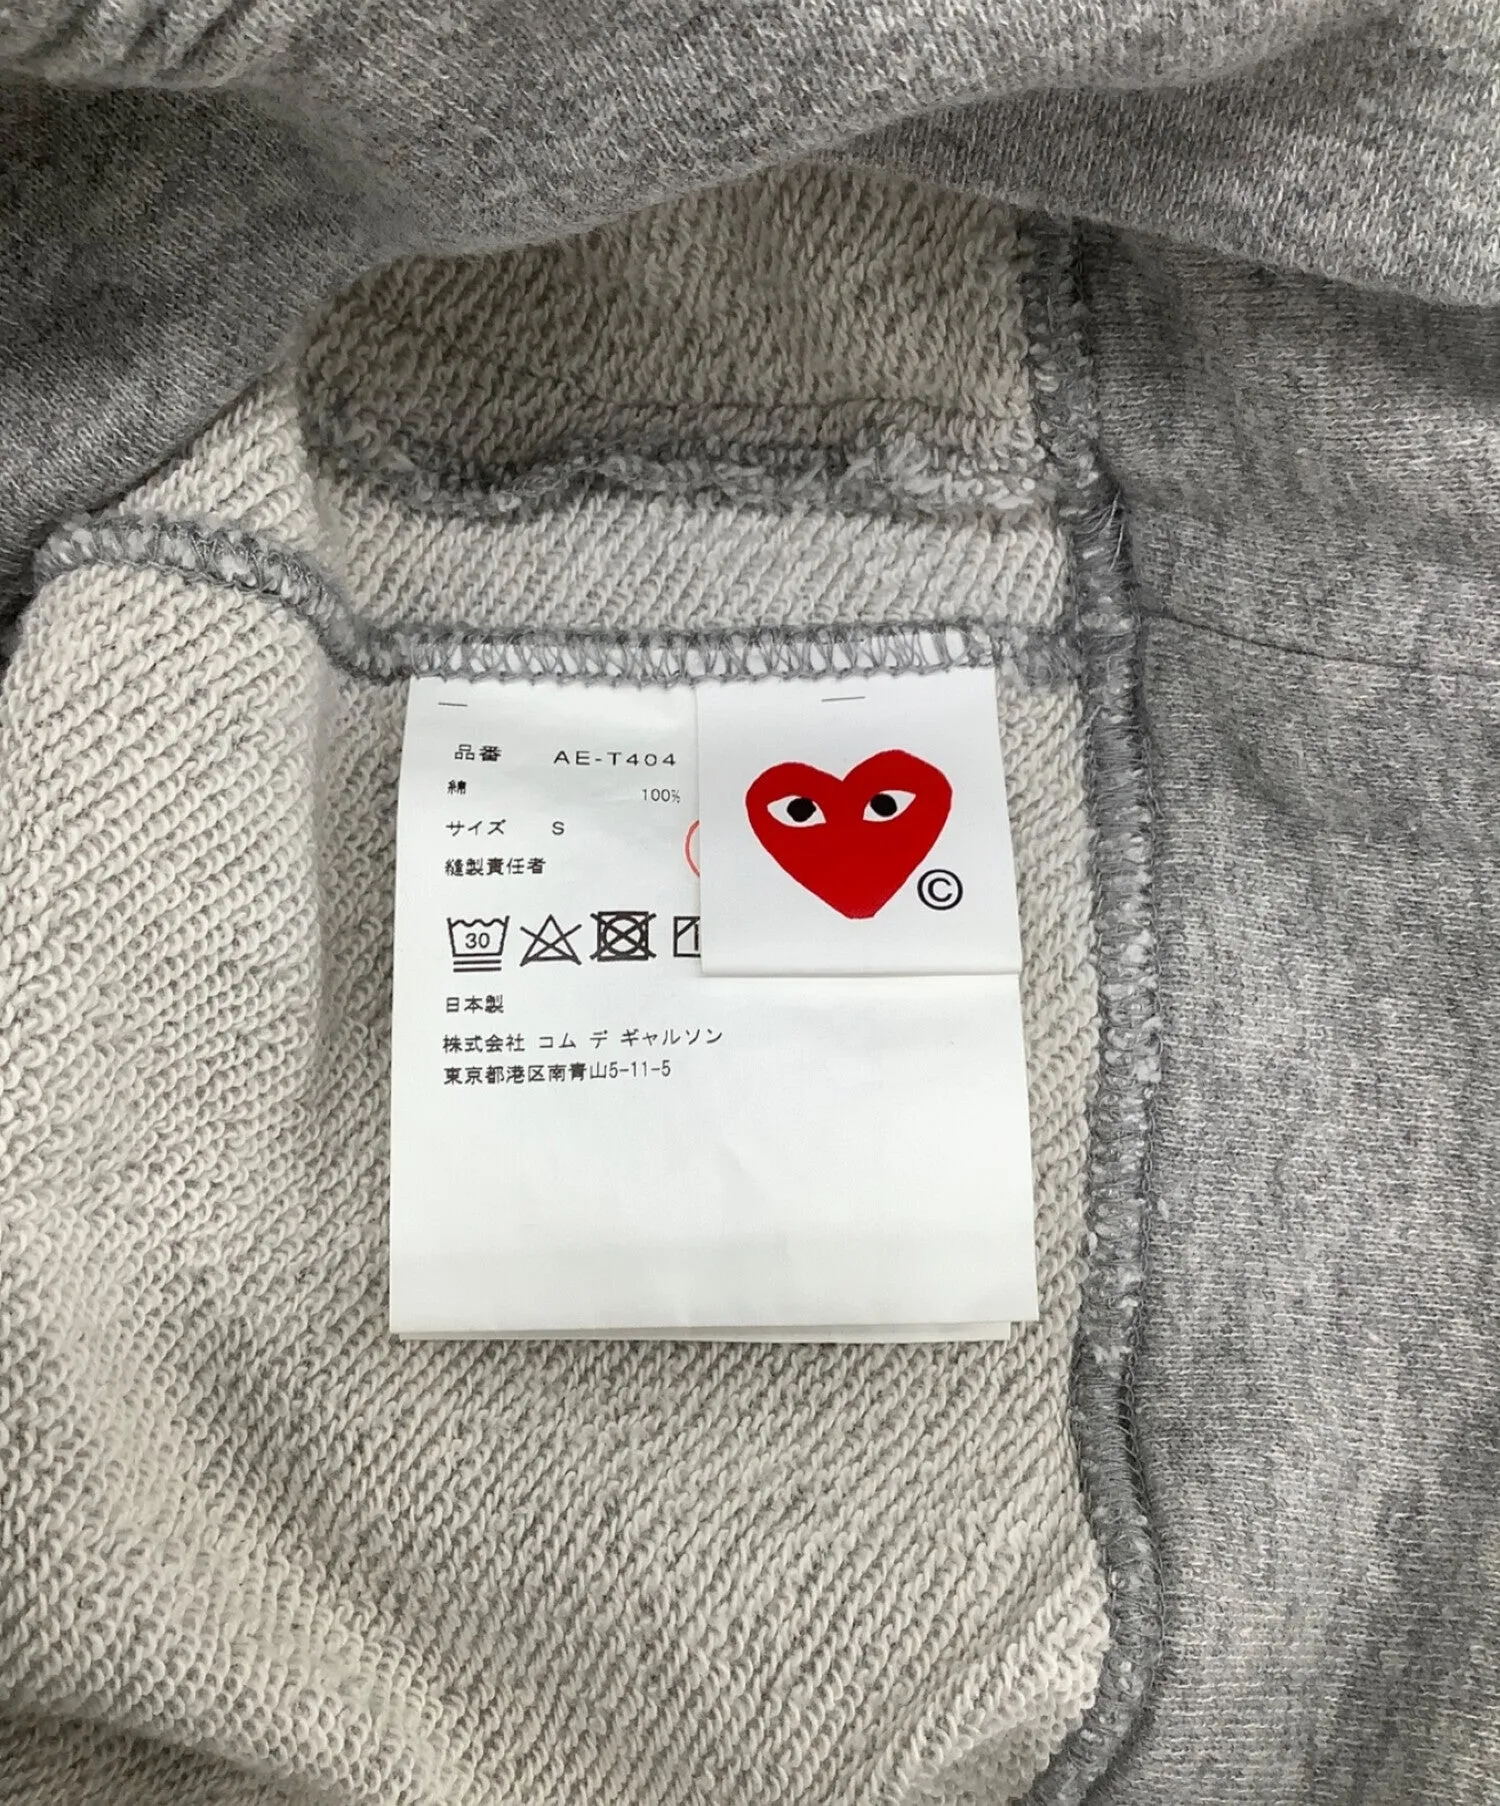 品番 AE-T404
綿 100%
サイズ S
縫製責任者
30
日本製
株式会社 コム デ ギャルソン
東京都港区南青山5-11-5
©